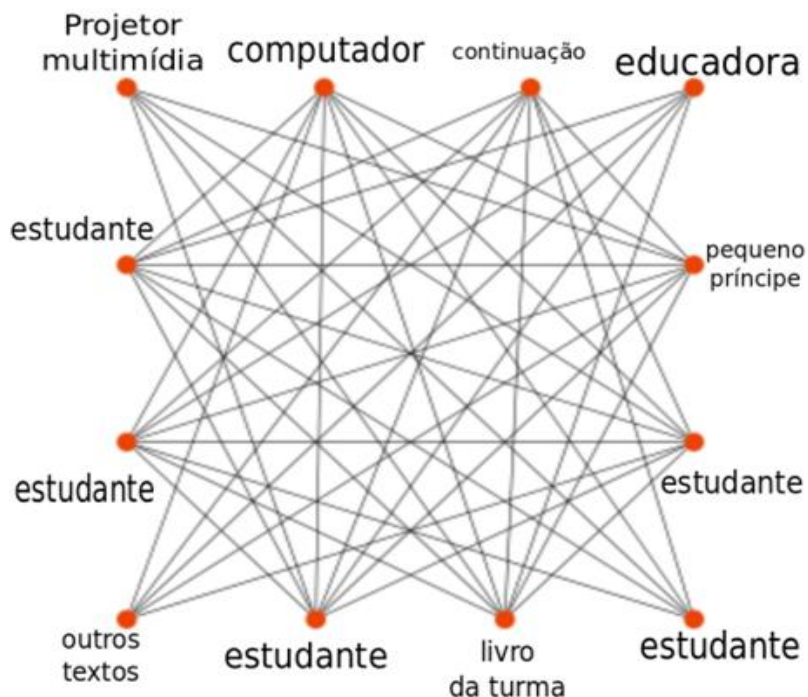 Projetor
multimídia
computador
continuação
educadora
estudante
pequeno
príncipe
estudante
estudante
outros
textos
estudante
livro
da turma
estudante